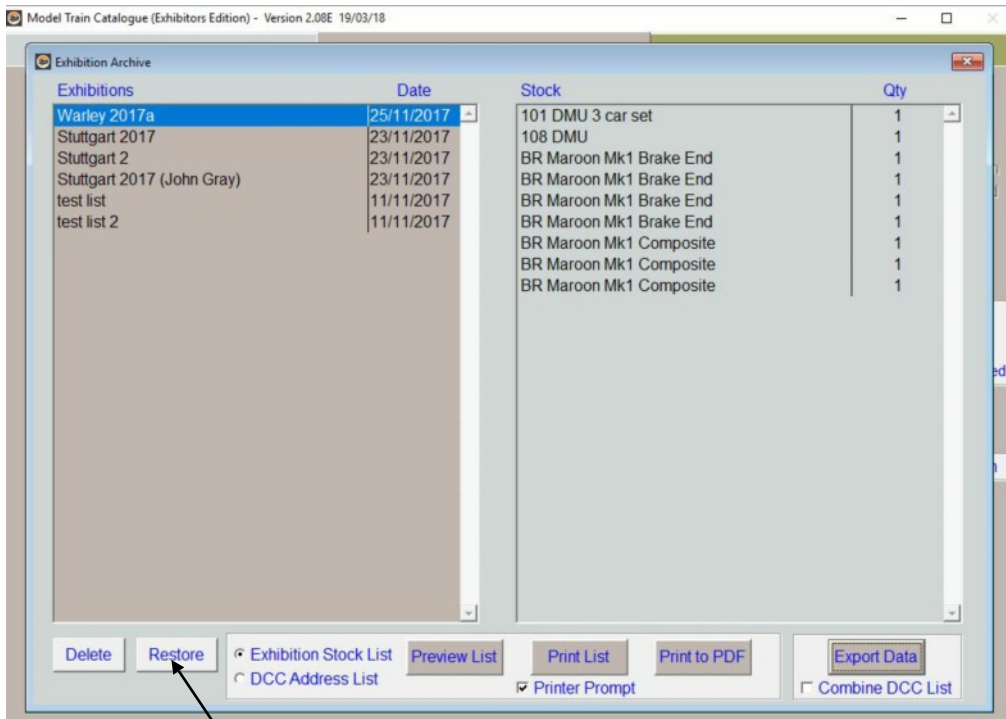 Model Train Catalogue (Exhibitors Edition) - Version 2.08E 19/03/18
Exhibition Archive
Exhibitions Date Stock Qty
Warley 2017a 25/11/2017 101 DMU 3 car set 1
Stuttgart 2017 23/11/2017 108 DMU 1
Stuttgart 2 23/11/2017 BR Maroon Mk1 Brake End 1
Stuttgart 2017 (John Gray) 23/11/2017 BR Maroon Mk1 Brake End 1
test list 11/11/2017 BR Maroon Mk1 Brake End 1
test list 2 11/11/2017 BR Maroon Mk1 Brake End 1
BR Maroon Mk1 Composite 1
BR Maroon Mk1 Composite 1
BR Maroon Mk1 Composite 1
ed
Delete Restore Exhibition Stock List Preview List Print List Print to PDF Export Data
DCC Address List Printer Prompt Combine DCC List